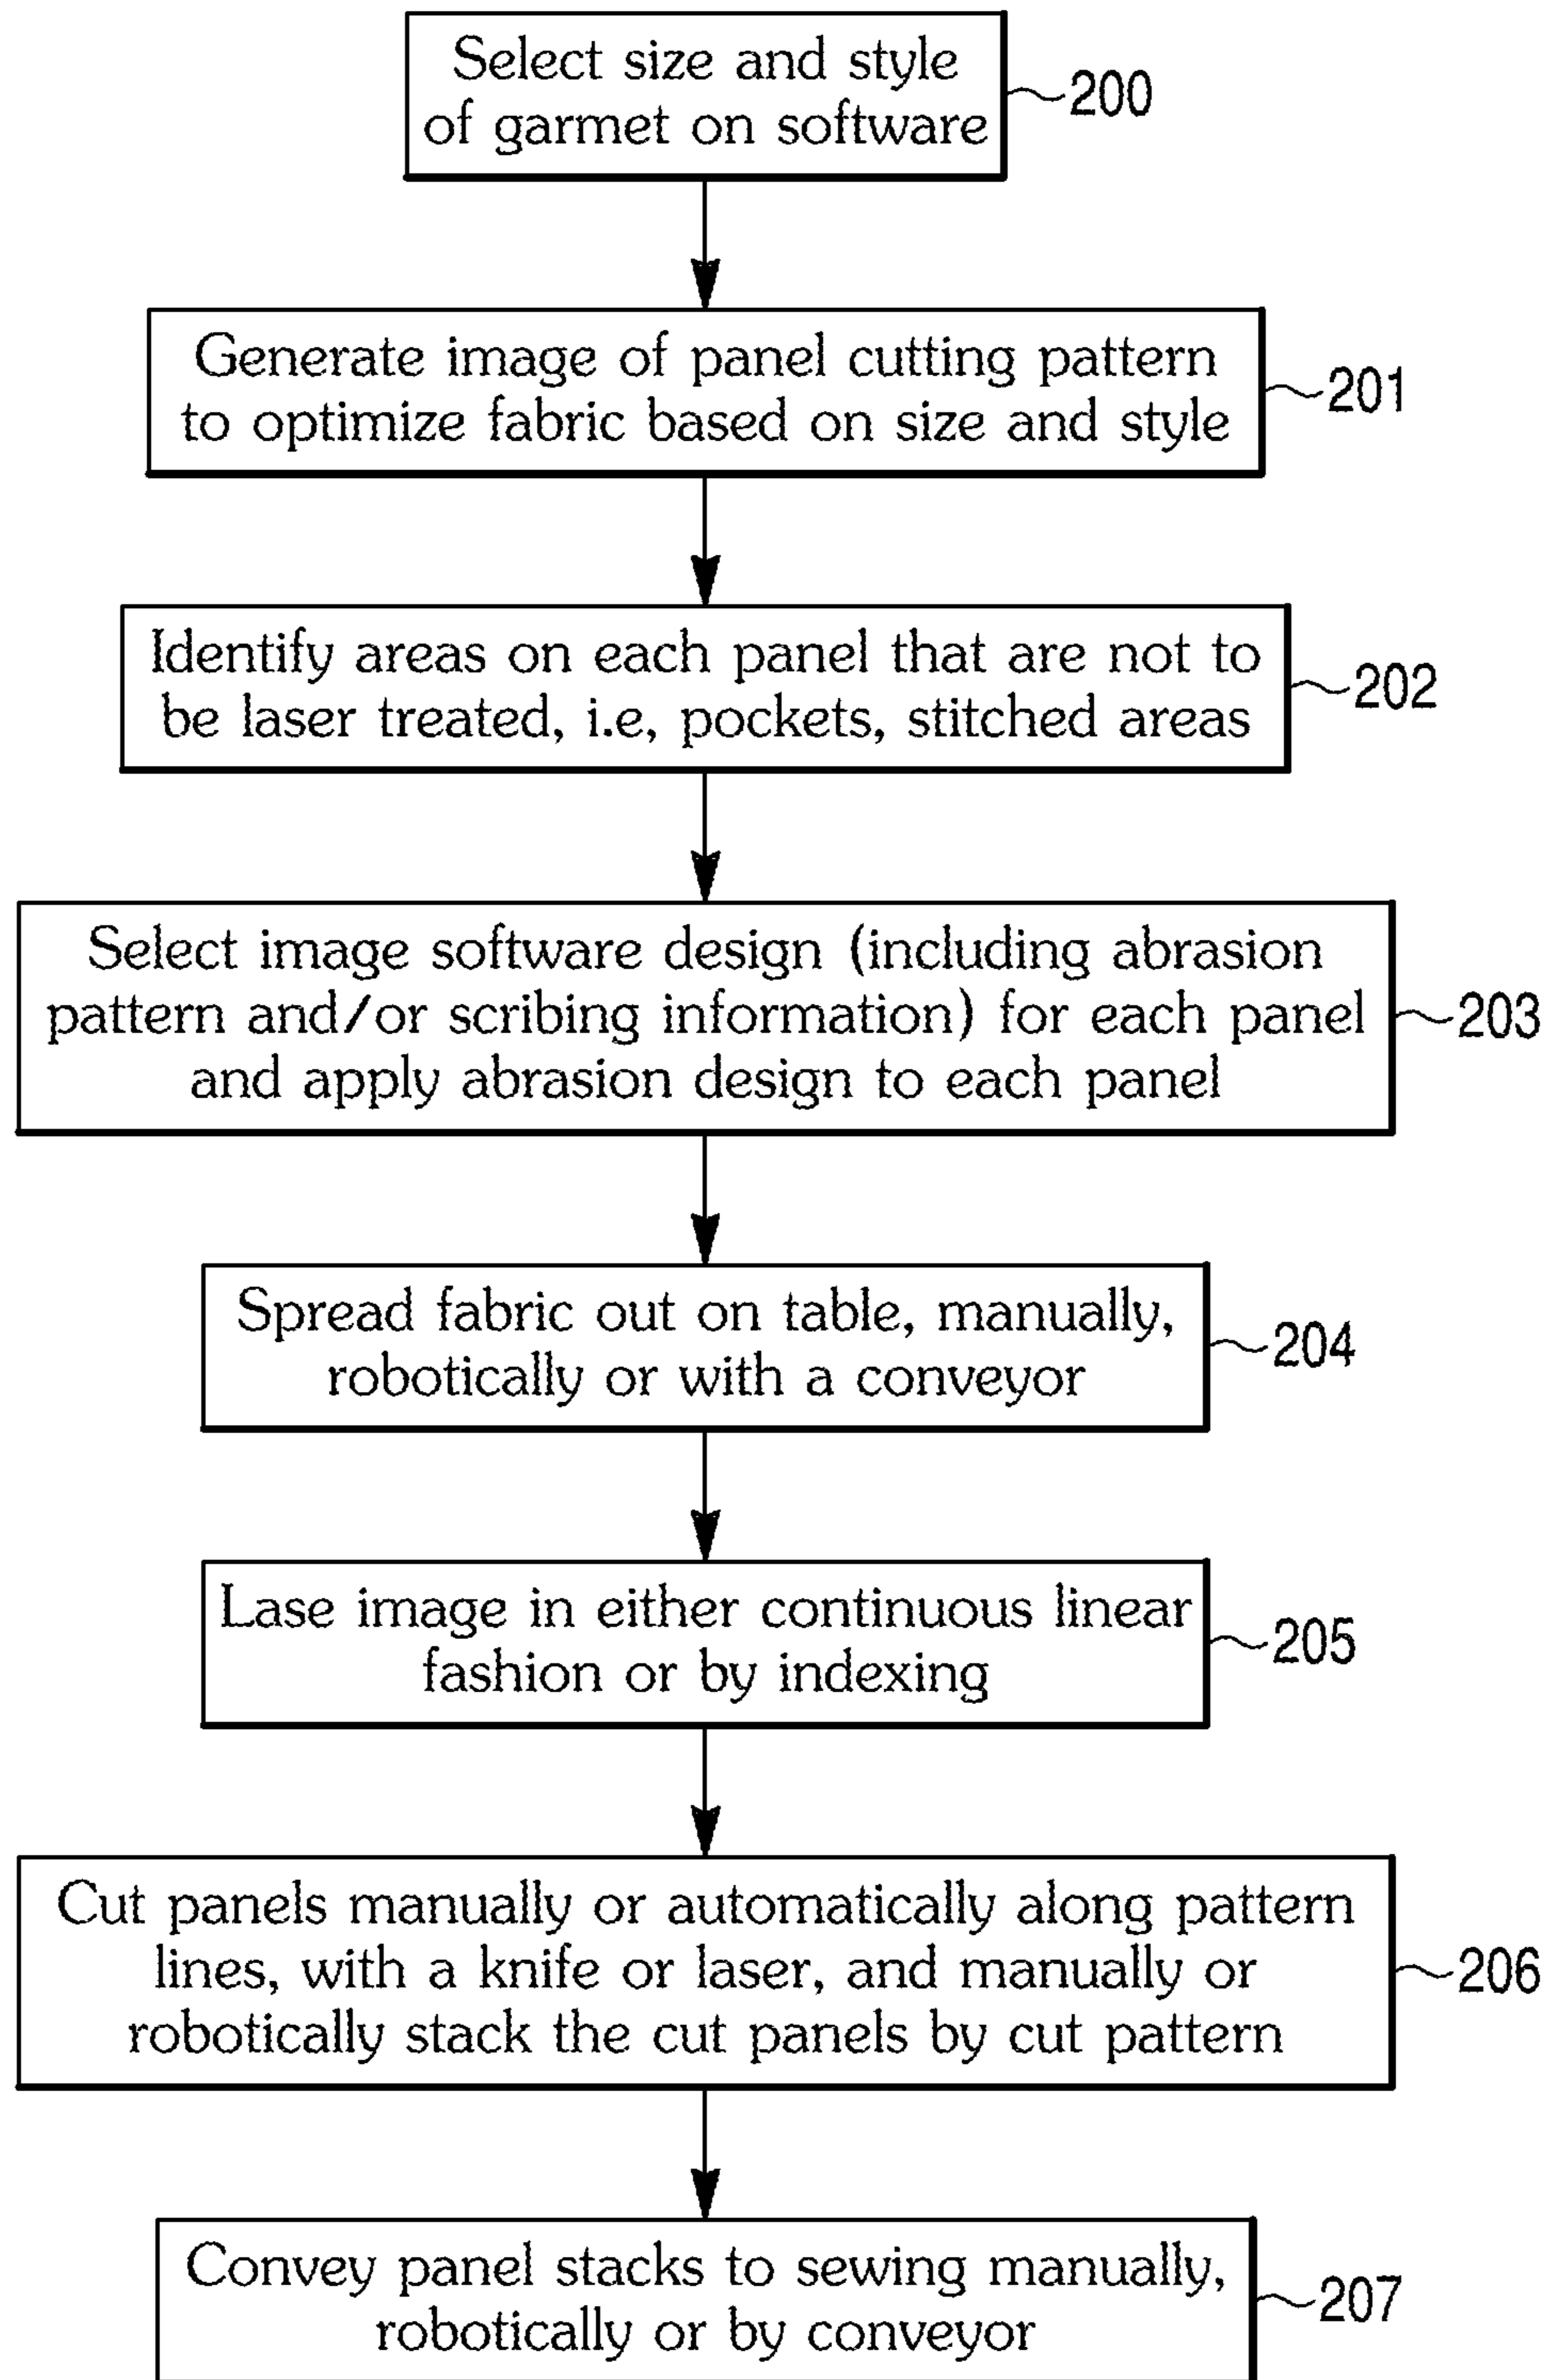 Select size and style
of garmet on software
200
Generate image of panel cutting pattern
to optimize fabric based on size and style
201
Identify areas on each panel that are not to
be laser treated, i.e, pockets, stitched areas
202
Select image software design (including abrasion
pattern and/or scribing information) for each panel
and apply abrasion design to each panel
203
Spread fabric out on table, manually,
robotically or with a conveyor
204
Lase image in either continuous linear
fashion or by indexing
205
Cut panels manually or automatically along pattern
lines, with a knife or laser, and manually or
robotically stack the cut panels by cut pattern
206
Convey panel stacks to sewing manually,
robotically or by conveyor
207